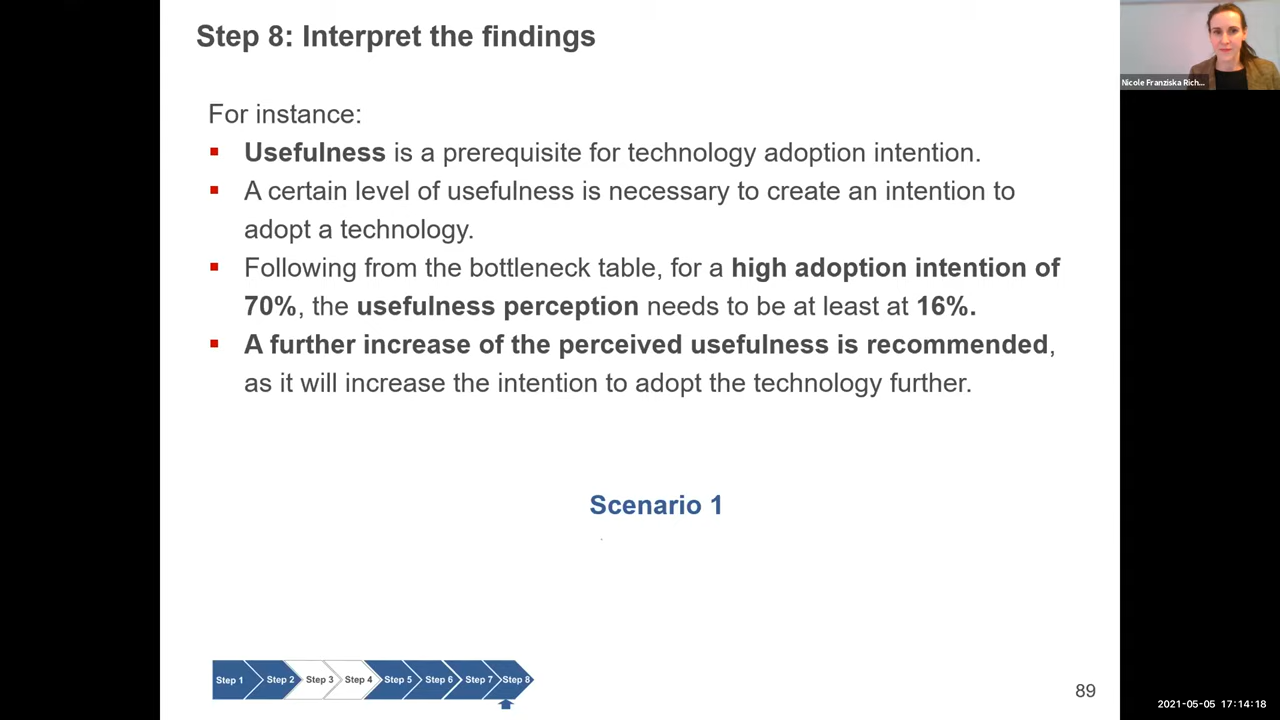 Step 8: Interpret the findings
Nicole Franziska Rich...
For instance:
▪ Usefulness is a prerequisite for technology adoption intention.
▪ A certain level of usefulness is necessary to create an intention to
adopt a technology.
▪ Following from the bottleneck table, for a high adoption intention of
70%, the usefulness perception needs to be at least at 16%.
▪ A further increase of the perceived usefulness is recommended,
as it will increase the intention to adopt the technology further.
Scenario 1
Step 1 Step 2 Step 3 Step 4 Step 5 Step 6 Step 7 Step 8
89
2021-05-05 17:14:18